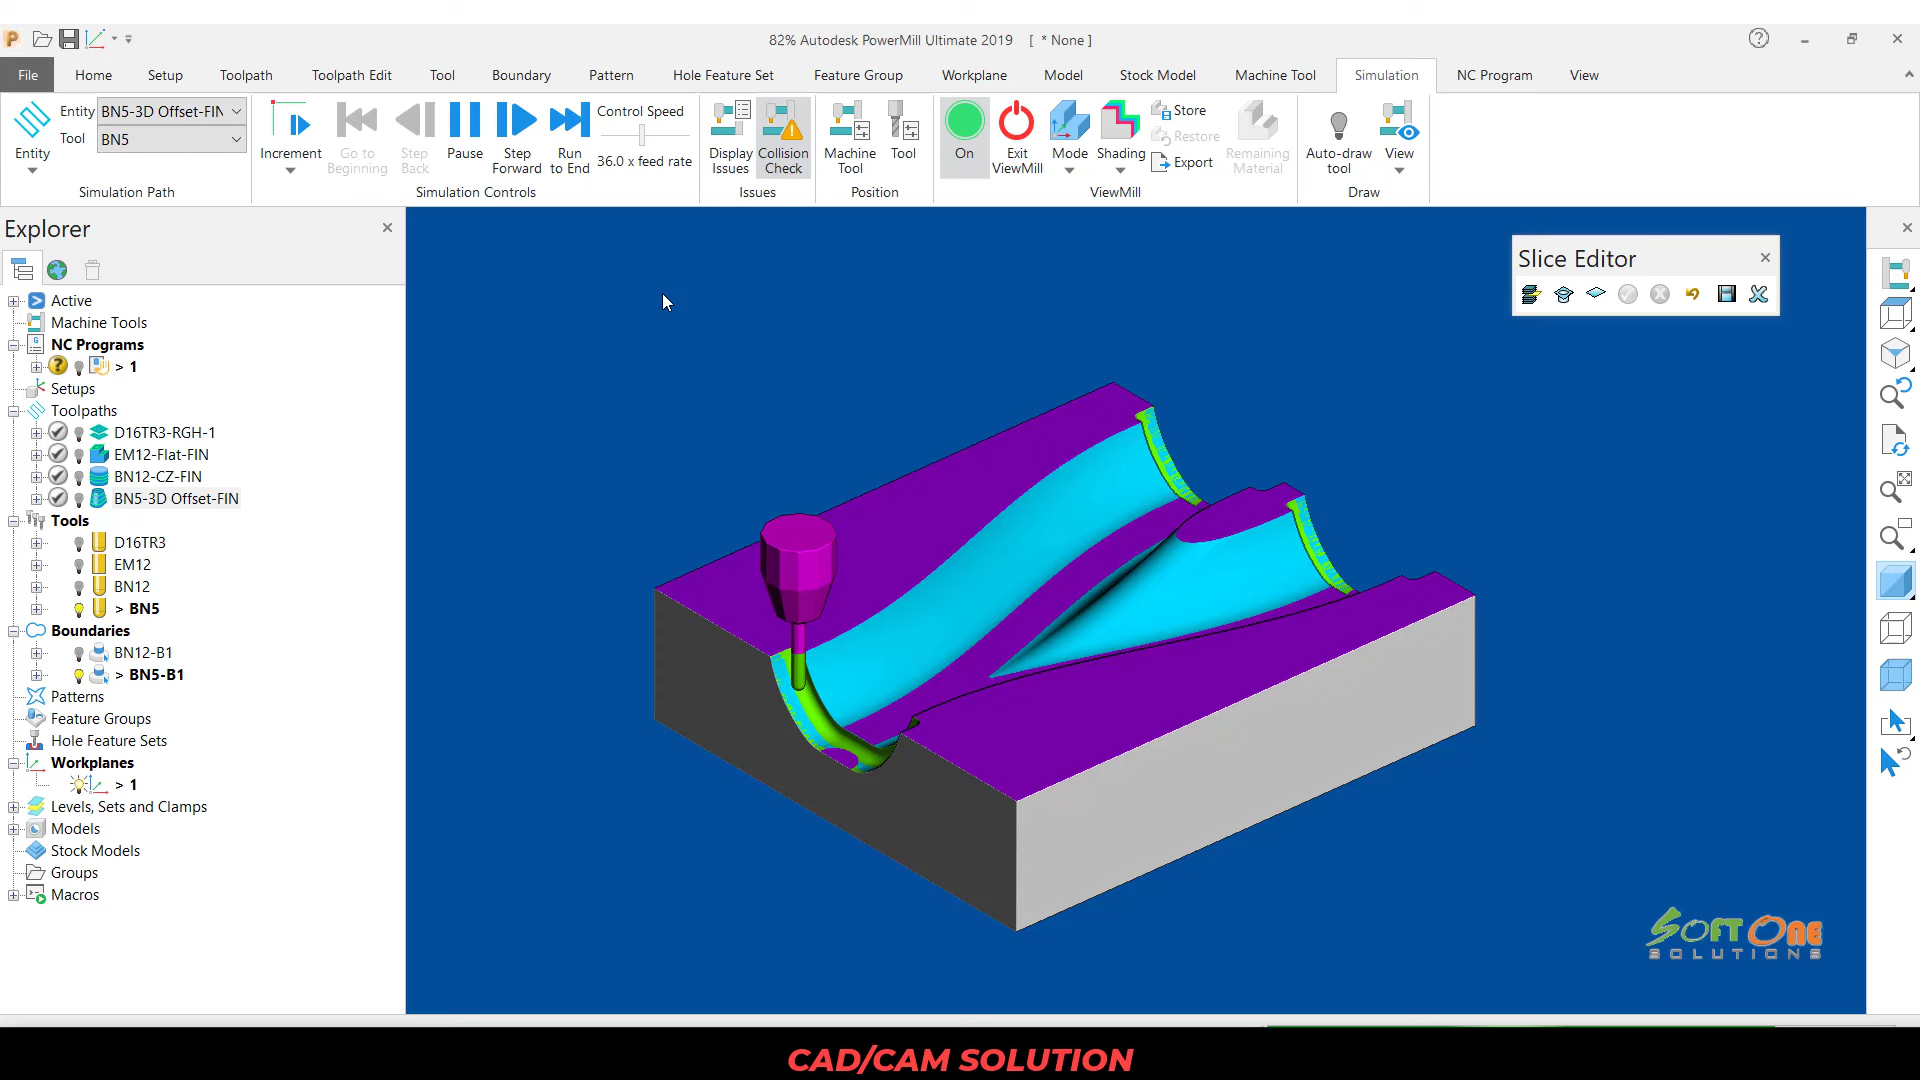 82% Autodesk PowerMill Ultimate 2019 [ * None ]
File Home Setup Toolpath Toolpath Edit Tool Boundary Pattern Hole Feature Set Feature Group Workplane Model Stock Model Machine Tool Simulation NC Program View
Entity BN5-3D Offset-FIN
Tool BN5
Entity
Simulation Path
Increment
Go to Beginning
Step Back
Pause
Step Forward
Run to End
Control Speed
36.0 x feed rate
Simulation Controls
Display Issues
Collision Check
Issues
Machine Tool
Tool
Position
On
Exit ViewMill
Mode
Shading
Store
Restore
Export
Remaining Material
ViewMill
Auto-draw tool
View
Draw
Explorer
Active
Machine Tools
NC Programs
> 1
Setups
Toolpaths
D16TR3-RGH-1
EM12-Flat-FIN
BN12-CZ-FIN
BN5-3D Offset-FIN
Tools
D16TR3
EM12
BN12
> BN5
Boundaries
BN12-B1
> BN5-B1
Patterns
Feature Groups
Hole Feature Sets
Workplanes
> 1
Levels, Sets and Clamps
Models
Stock Models
Groups
Macros
Slice Editor
SOFT ONE
SOLUTIONS
CAD/CAM SOLUTION